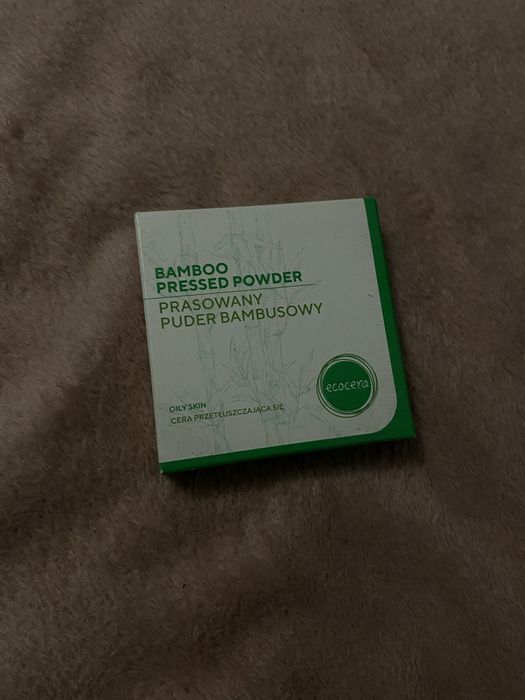 BAMBOO
PRESSED POWDER
PRASOWANY
PUDER BAMBUSOWY
ecocera
OILY SKIN
CERA PRZETŁUSZCZAJĄCA SIĘ